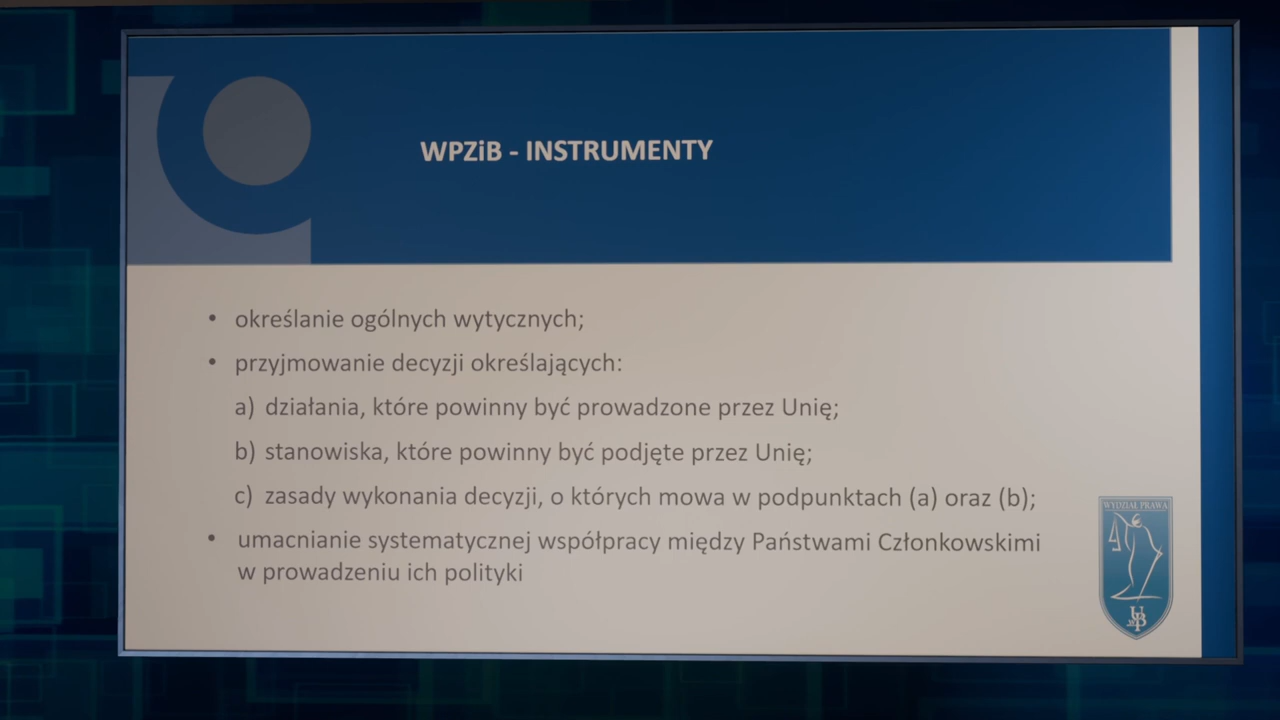 WPZiB - INSTRUMENTY
• określanie ogólnych wytycznych;
• przyjmowanie decyzji określających:
a) działania, które powinny być prowadzone przez Unię;
b) stanowiska, które powinny być podjęte przez Unię;
c) zasady wykonania decyzji, o których mowa w podpunktach (a) oraz (b);
• umacnianie systematycznej współpracy między Państwami Członkowskimi
w prowadzeniu ich polityki
WYDZIAŁ PRAWA
UwB